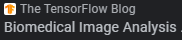 The TensorFlow Blog
Biomedical Image Analysis .